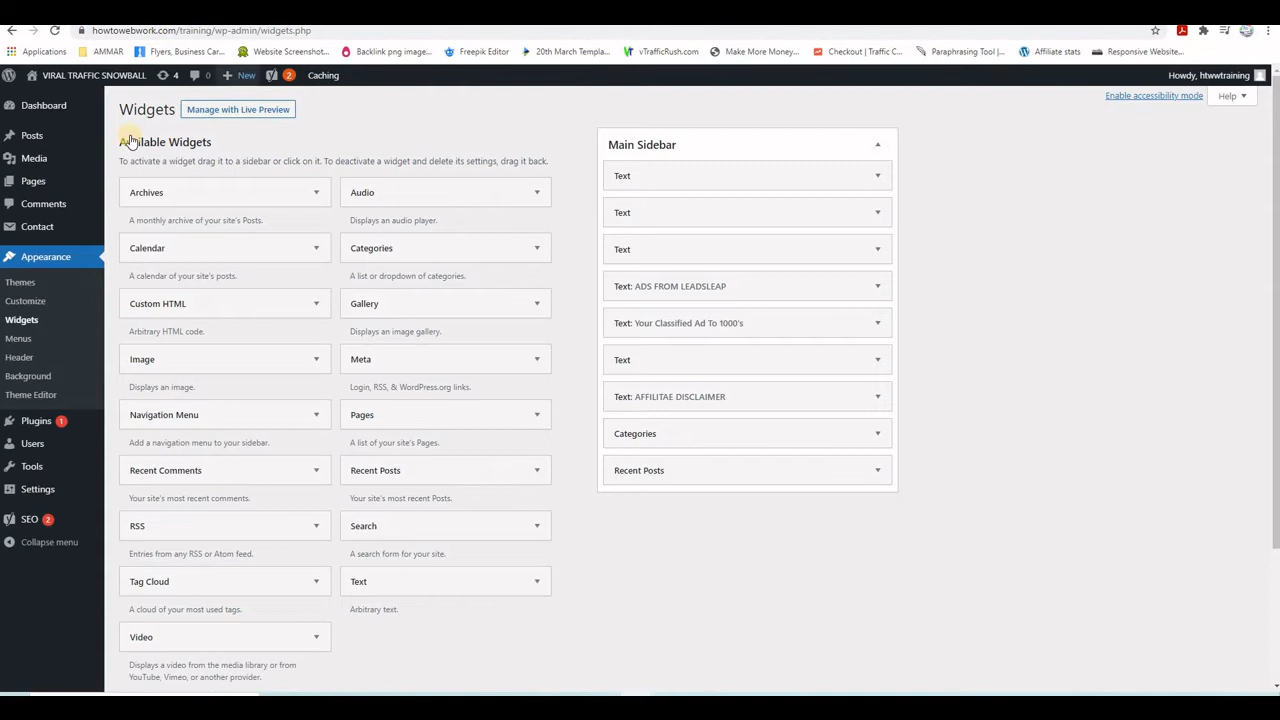 howtowebwork.com/training/wp-admin/widgets.php
Applications
AMMAR
Flyers, Business Car...
Website Screenshot...
Backlink png image...
Freepik Editor
20th March Templa...
vTrafficRush.com
Make More Money...
Checkout | Traffic C...
Paraphrasing Tool |...
Affiliate stats
Responsive Website...
VIRAL TRAFFIC SNOWBALL
4
0
New
2
Caching
Howdy, htwwtraining
Dashboard
Posts
Media
Pages
Comments
Contact
Appearance
Themes
Customize
Widgets
Menus
Header
Background
Theme Editor
Plugins 1
Users
Tools
Settings
SEO 2
Collapse menu
Widgets
Manage with Live Preview
Enable accessibility mode
Help
Available Widgets
To activate a widget drag it to a sidebar or click on it. To deactivate a widget and delete its settings, drag it back.
Archives
A monthly archive of your site's Posts.
Audio
Displays an audio player.
Calendar
A calendar of your site's posts.
Categories
A list or dropdown of categories.
Custom HTML
Arbitrary HTML code.
Gallery
Displays an image gallery.
Image
Displays an image.
Meta
Login, RSS, & WordPress.org links.
Navigation Menu
Add a navigation menu to your sidebar.
Pages
A list of your site's Pages.
Recent Comments
Your site's most recent comments.
Recent Posts
Your site's most recent Posts.
RSS
Entries from any RSS or Atom feed.
Search
A search form for your site.
Tag Cloud
A cloud of your most used tags.
Text
Arbitrary text.
Video
Displays a video from the media library or from
YouTube, Vimeo, or another provider.
Main Sidebar
Text
Text
Text
Text: ADS FROM LEADSLEAP
Text: Your Classified Ad To 1000's
Text
Text: AFFILITAE DISCLAIMER
Categories
Recent Posts